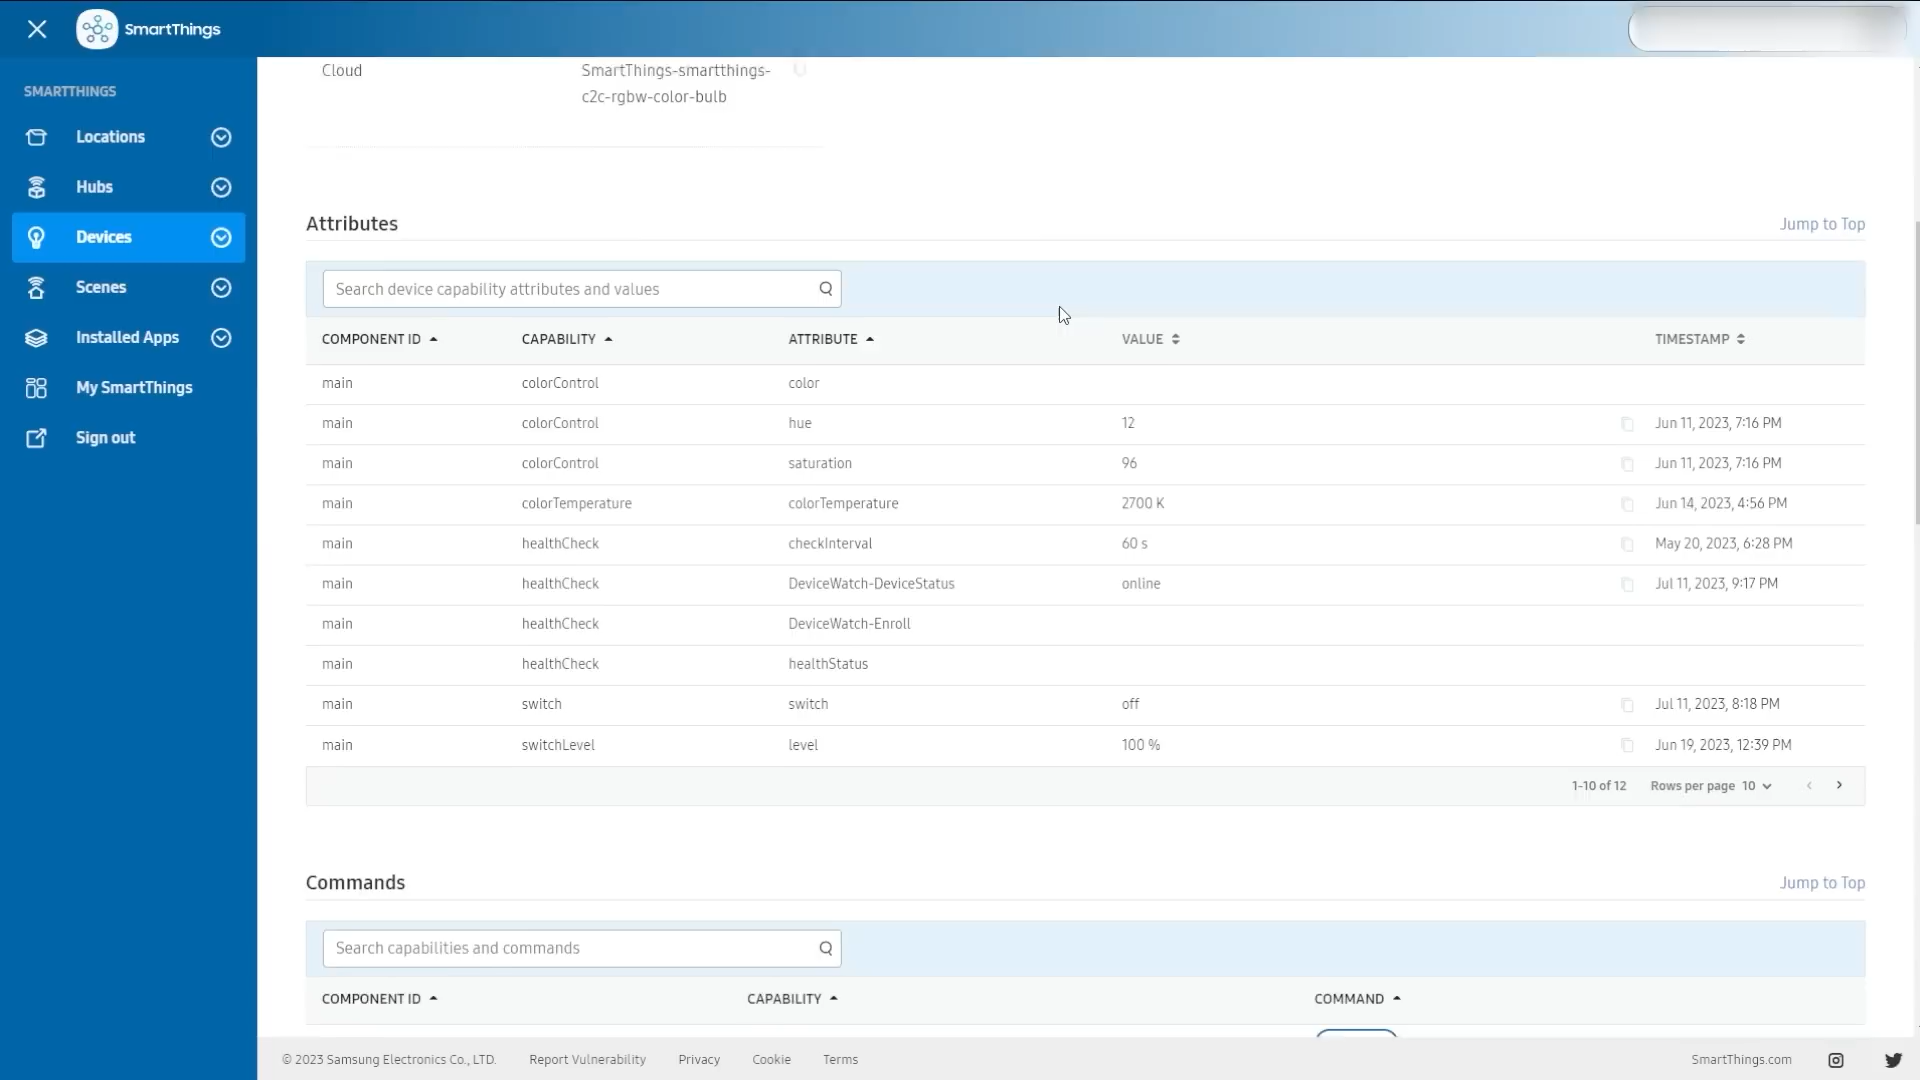 SmartThings
SMARTTHINGS
Locations
Hubs
Devices
Scenes
Installed Apps
My SmartThings
Sign out
Cloud SmartThings-smartthings-
c2c-rgbw-color-bulb
Attributes Jump to Top
Search device capability attributes and values
COMPONENT ID CAPABILITY ATTRIBUTE VALUE TIMESTAMP
main colorControl color
main colorControl hue 12 Jun 11, 2023, 7:16 PM
main colorControl saturation 96 Jun 11, 2023, 7:16 PM
main colorTemperature colorTemperature 2700 K Jun 14, 2023, 4:56 PM
main healthCheck checkInterval 60 s May 20, 2023, 6:28 PM
main healthCheck DeviceWatch-DeviceStatus online Jul 11, 2023, 9:17 PM
main healthCheck DeviceWatch-Enroll
main healthCheck healthStatus
main switch switch off Jul 11, 2023, 8:18 PM
main switchLevel level 100 % Jun 19, 2023, 12:39 PM
1-10 of 12 Rows per page 10
Commands Jump to Top
Search capabilities and commands
COMPONENT ID CAPABILITY COMMAND
© 2023 Samsung Electronics Co., LTD. Report Vulnerability Privacy Cookie Terms SmartThings.com